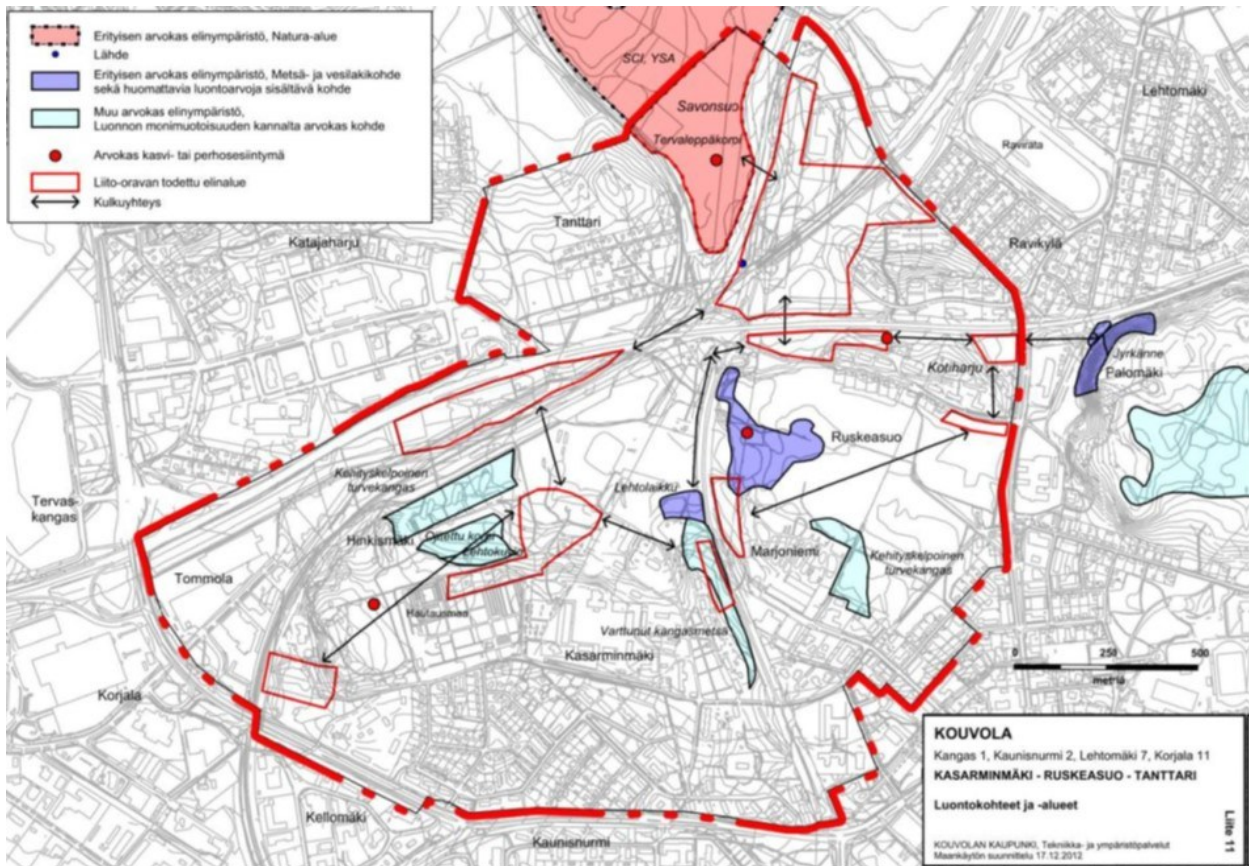 Erityisen arvokas elinympäristö, Natura-alue
Lähde
Erityisen arvokas elinympäristö, Metsä- ja vesilakikohde
sekä huomattavia luontoarvoja sisältävä kohde
Muu arvokas elinympäristö,
Luonnon monimuotoisuuden kannalta arvokas kohde
Arvokas kasvi- tai perhosesiintymä
Liito-oravan todettu elinalue
Kulkuyhteys
SCI, YSA
Savonsuo
Tervaleppäkorpi
Lehtomäki
Ravirata
Tanttari
Katajaharju
Ravikylä
Jyrkänne
Palomäki
Kotiharju
Ruskeasuo
Kehityskelpoinen
turvekangas
Lehtolaikku
Tervas-
kangas
Hinkismäki
Ojitettu korpi
Marjoniemi
Kehityskelpoinen
turvekangas
Tommola
Hautausmaa
Varttunut kangasmetsä
Kasarminmäki
Korjala
0 250 500
metriä
Kellomäki
Kaunisnurmi
KOUVOLA
Kangas 1, Kaunisnurmi 2, Lehtomäki 7, Korjala 11
KASARMINMÄKI - RUSKEASUO - TANTTARI
Luontokohteet ja -alueet
KOUVOLAN KAUPUNKI, Tekniikka- ja ympäristöpalvelut
Maankäytön suunnittelu 17.12.2012
Liite 11